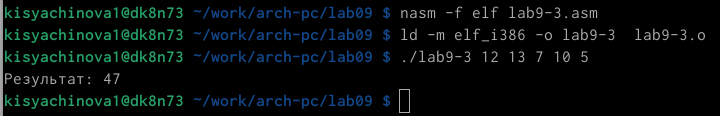 kisyachinova1@dk8n73 ~/work/arch-pc/lab09 $ nasm -f elf lab9-3.asm
kisyachinova1@dk8n73 ~/work/arch-pc/lab09 $ ld -m elf_i386 -o lab9-3  lab9-3.o
kisyachinova1@dk8n73 ~/work/arch-pc/lab09 $ ./lab9-3 12 13 7 10 5
Результат: 47
kisyachinova1@dk8n73 ~/work/arch-pc/lab09 $